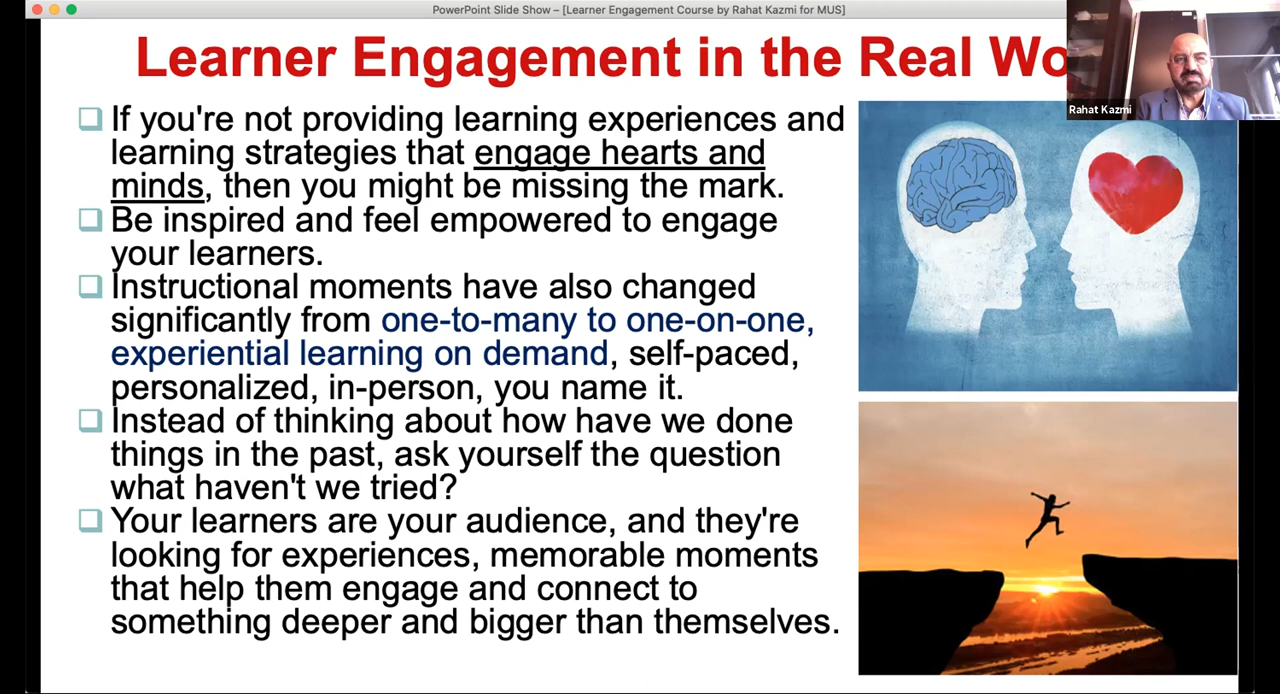 PowerPoint Slide Show – [Learner Engagement Course by Rahat Kazmi for MUS]
Learner Engagement in the Real Wo
Rahat Kazmi
If you're not providing learning experiences and
learning strategies that engage hearts and
minds, then you might be missing the mark.
Be inspired and feel empowered to engage
your learners.
Instructional moments have also changed
significantly from one-to-many to one-on-one,
experiential learning on demand, self-paced,
personalized, in-person, you name it.
Instead of thinking about how have we done
things in the past, ask yourself the question
what haven't we tried?
Your learners are your audience, and they're
looking for experiences, memorable moments
that help them engage and connect to
something deeper and bigger than themselves.